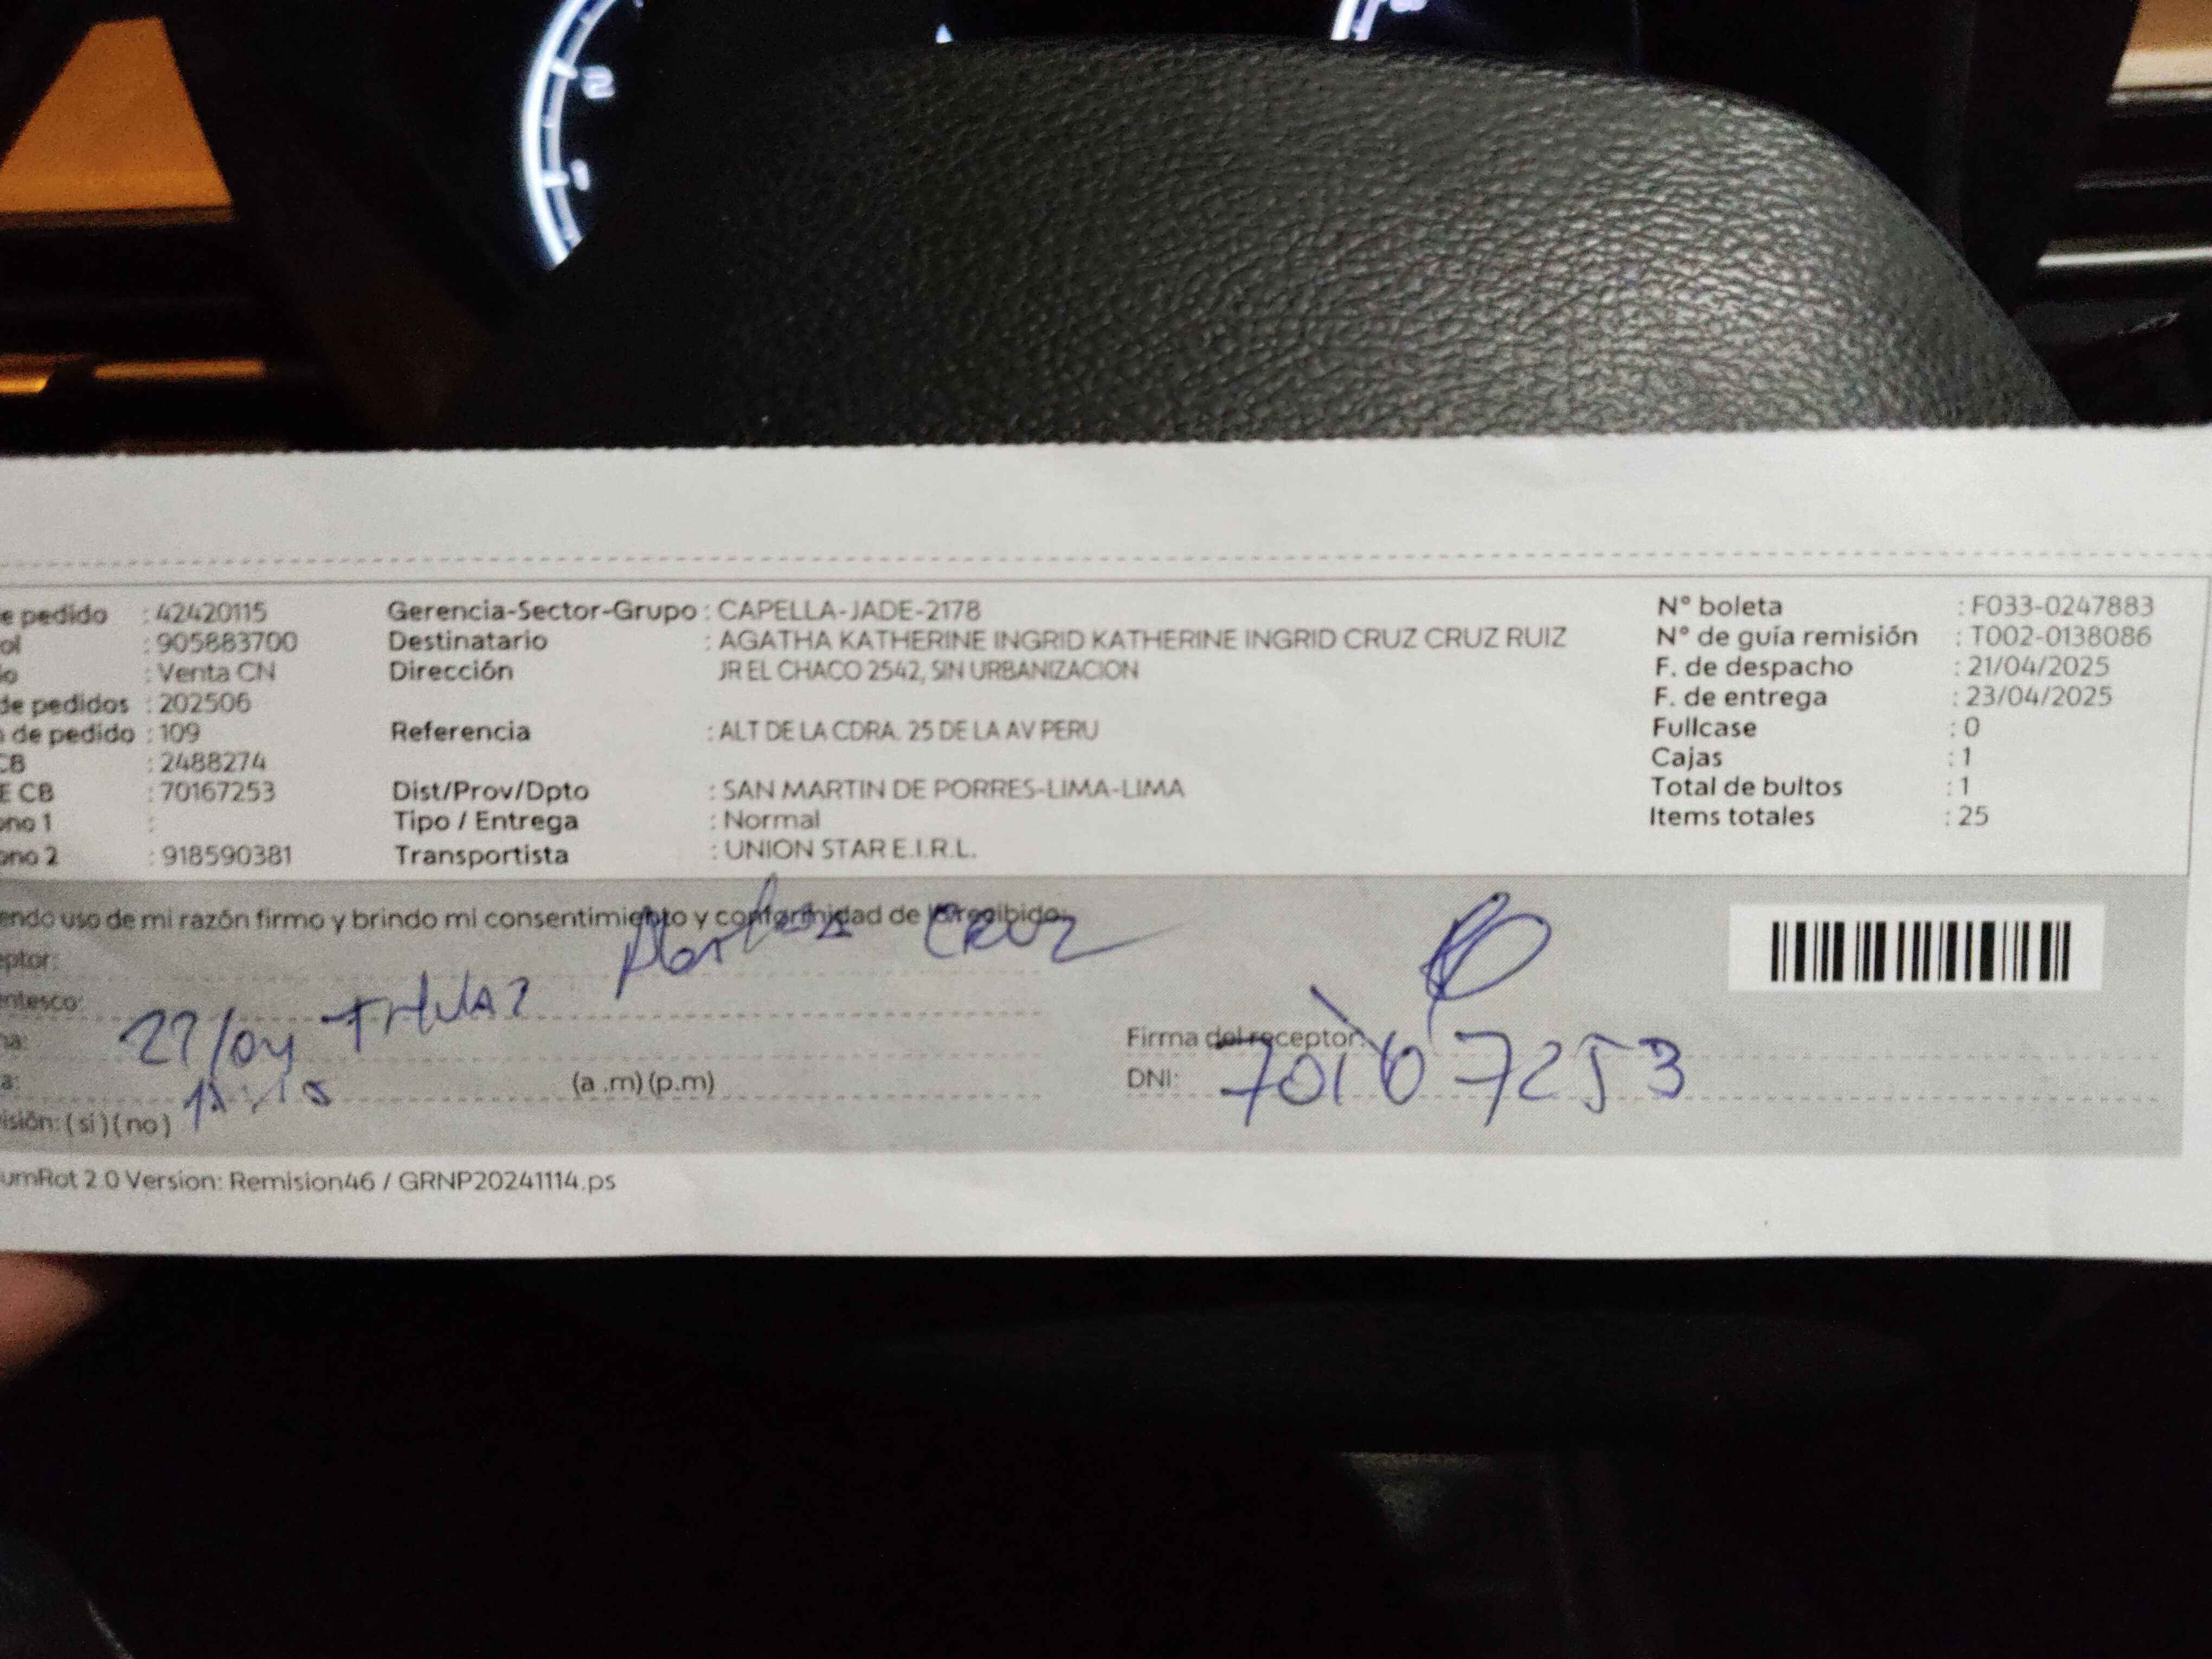 2
1
e pedido : 42420115 Gerencia-Sector-Grupo : CAPELLA-JADE-2178 N° boleta : F033-0247883
ol : 905883700 Destinatario : AGATHA KATHERINE INGRID KATHERINE INGRID CRUZ CRUZ RUIZ N° de guía remisión : T002-0138086
o : Venta CN Dirección JR EL CHACO 2542, SIN URBANIZACION F. de despacho : 21/04/2025
de pedidos : 202506 F. de entrega : 23/04/2025
de pedido : 109 Referencia : ALT DE LA CDRA. 25 DE LA AV PERU Fullcase : 0
CB : 2488274 Cajas : 1
E CB : 70167253 Dist/Prov/Dpto : SAN MARTIN DE PORRES-LIMA-LIMA Total de bultos : 1
ono 1 : Tipo / Entrega : Normal Items totales : 25
ono 2 : 918590381 Transportista : UNION STAR E.I.R.L.
endo uso de mi razón firmo y brindo mi consentimiento y conformidad de lo recibido:
eptor: Cruz
entesco:
na: /04
Firma del receptor:
a: (a .m) (p.m) DNI: 70167253
isión: ( si ) ( no )
umRot 2.0 Version: Remision46 / GRNP20241114.ps